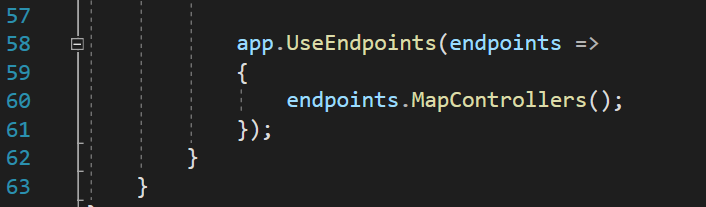 57
58 app.UseEndpoints(endpoints =>
59 {
60 endpoints.MapControllers();
61 });
62 }
63 }